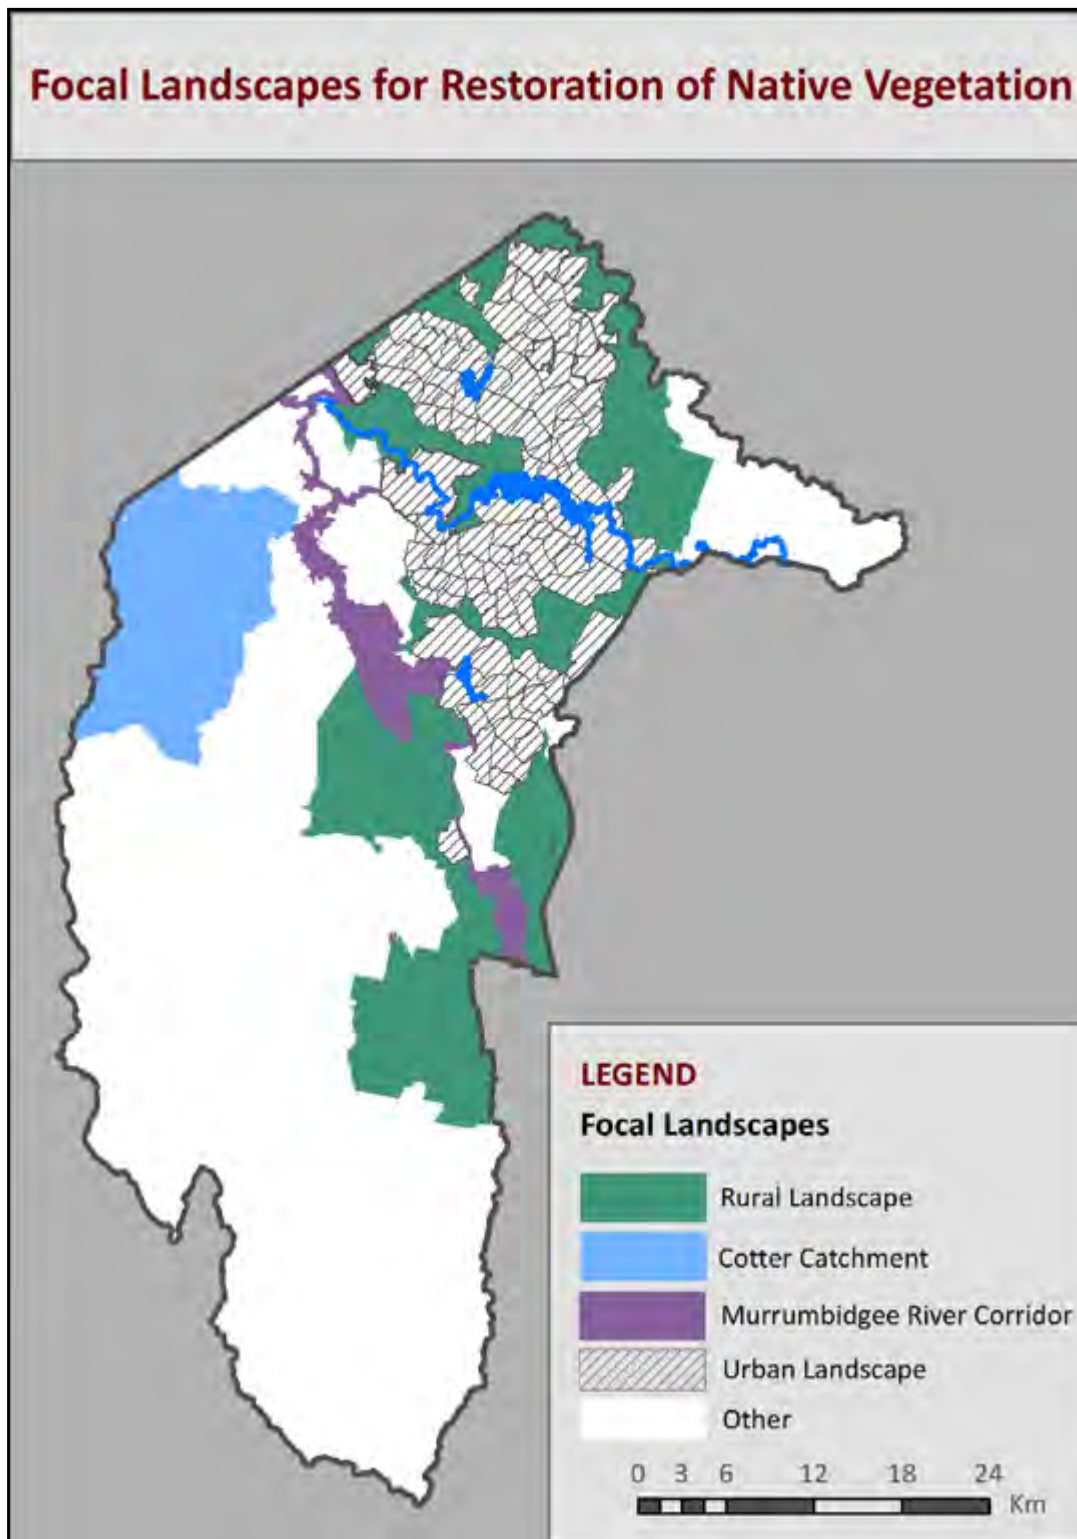 Focal Landscapes for Restoration of Native Vegetation
LEGEND
Focal Landscapes
Rural Landscape
Cotter Catchment
Murrumbidgee River Corridor
Urban Landscape
Other
0 3 6 12 18 24
Km